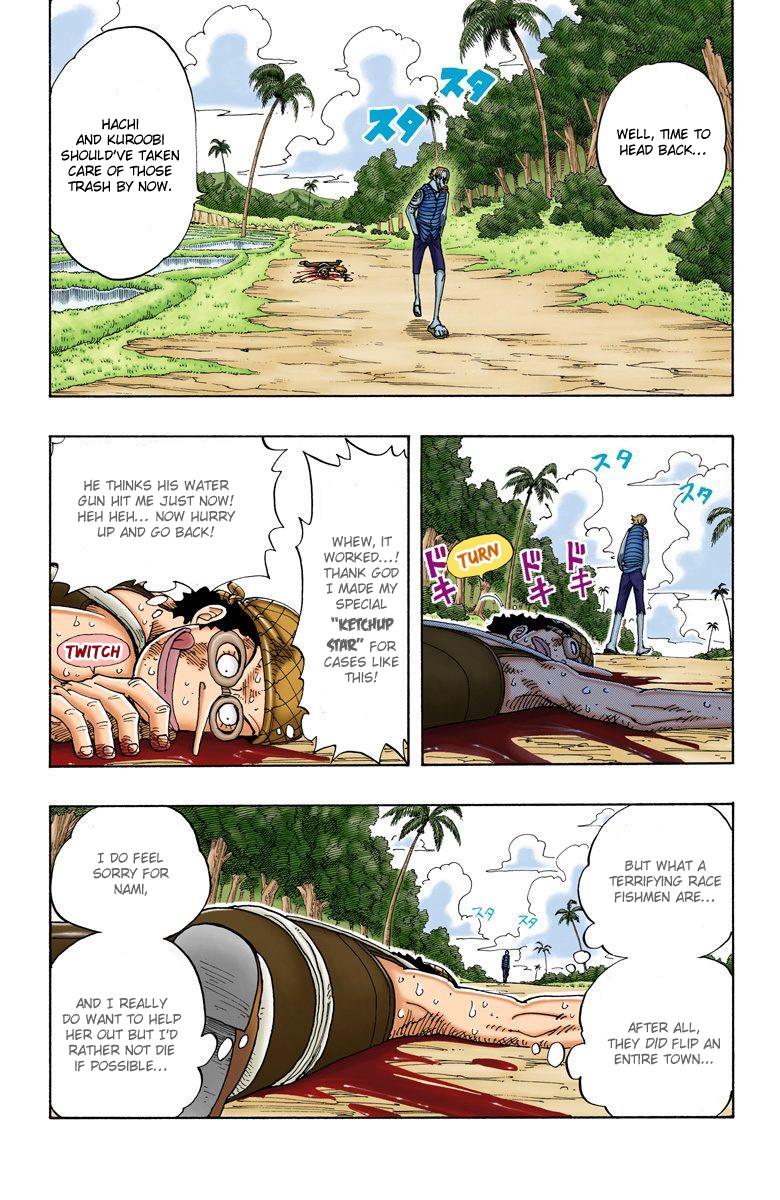 WELL, TIME TO
HEAD BACK...
スタ
スタ
HACHI
AND KUROOBI
SHOULD'VE TAKEN
CARE OF THOSE
TRASH BY NOW.
スタ
スタ
TURN
ドキ
ドキ
ドキ
WHEW, IT
WORKED...!
THANK GOD
I MADE MY
SPECIAL
"KETCHUP
STAR" FOR
CASES LIKE
THIS!
HE THINKS HIS WATER
GUN HIT ME JUST NOW!
HEH HEH... NOW HURRY
UP AND GO BACK!
TWITCH
BUT WHAT A
TERRIFYING RACE
FISHMEN ARE...
スタ
スタ
AFTER ALL,
THEY DID FLIP AN
ENTIRE TOWN...
I DO FEEL
SORRY FOR
NAMI,
AND I REALLY
DO WANT TO HELP
HER OUT BUT I'D
RATHER NOT DIE
IF POSSIBLE...